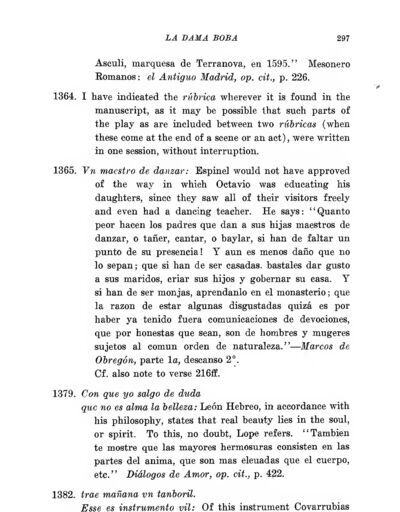 LA DAMA BOBA 297
Asculi, marquesa de Terranova, en 1595." Mesonero
Romanos: el Antiguo Madrid, op. cit., p. 226.
1364. I have indicated the rúbrica wherever it is found in the
manuscript, as it may be possible that such parts of
the play as are included between two rúbricas (when
these come at the end of a scene or an act), were written
in one session, without interruption.
1365. Vn maestro de danzar: Espinel would not have approved
of the way in which Octavio was educating his
daughters, since they saw all of their visitors freely
and even had a dancing teacher. He says: "Quanto
peor hacen los padres que dan a sus hijas maestros de
danzar, o tañer, cantar, o baylar, si han de faltar un
punto de su presencia! Y aun es menos daño que no
lo sepan; que si han de ser casadas. bastales dar gusto
a sus maridos, criar sus hijos y gobernar su casa. Y
si han de ser monjas, aprendanlo en el monasterio; que
la razon de estar algunas disgustadas quizá es por
haber ya tenido fuera comunicaciones de devociones,
que por honestas que sean, son de hombres y mugeres
sujetos al comun orden de naturaleza."—Marcos de
Obregón, parte 1a, descanso 2°.
Cf. also note to verse 216ff.
1379. Con que yo salgo de duda
que no es alma la belleza: León Hebreo, in accordance with
his philosophy, states that real beauty lies in the soul,
or spirit. To this, no doubt, Lope refers. "Tambien
te mostre que las mayores hermosuras consisten en las
partes del anima, que son mas eleuadas que el cuerpo,
etc." Diálogos de Amor, op. cit., p. 422.
1382. trae mañana vn tanboril.
Esse es instrumento vil: Of this instrument Covarrubias